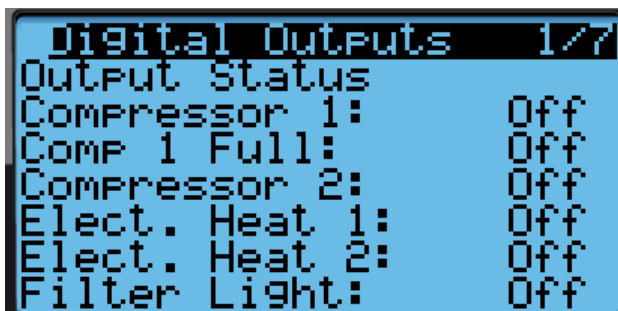 Digital Outputs 1/7
Output Status
Compressor 1: Off
Comp 1 Full: Off
Compressor 2: Off
Elect. Heat 1: Off
Elect. Heat 2: Off
Filter Light: Off